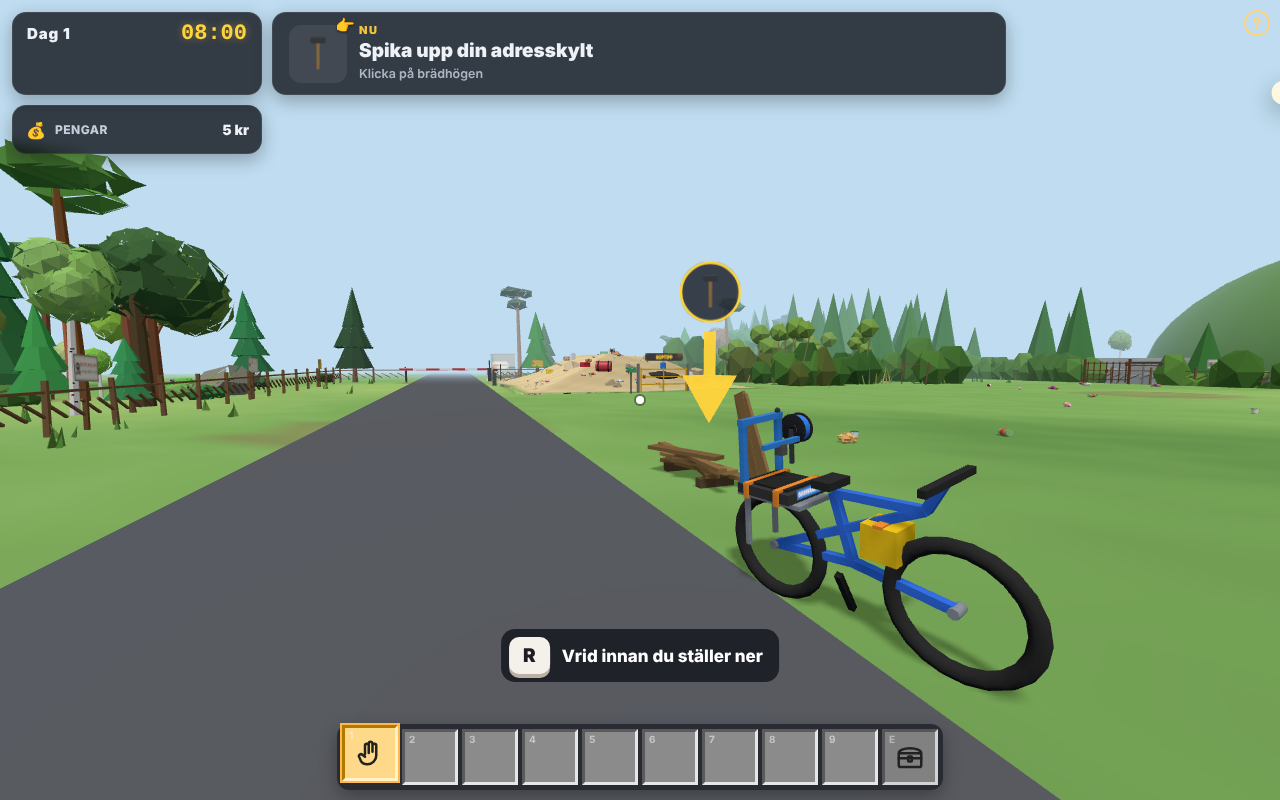 Dag 1
08:00
NU
Spika upp din adresskylt
Klicka på brädhögen
PENGAR
5 kr
R
Vrid innan du ställer ner
1
2
3
4
5
6
7
8
9
E